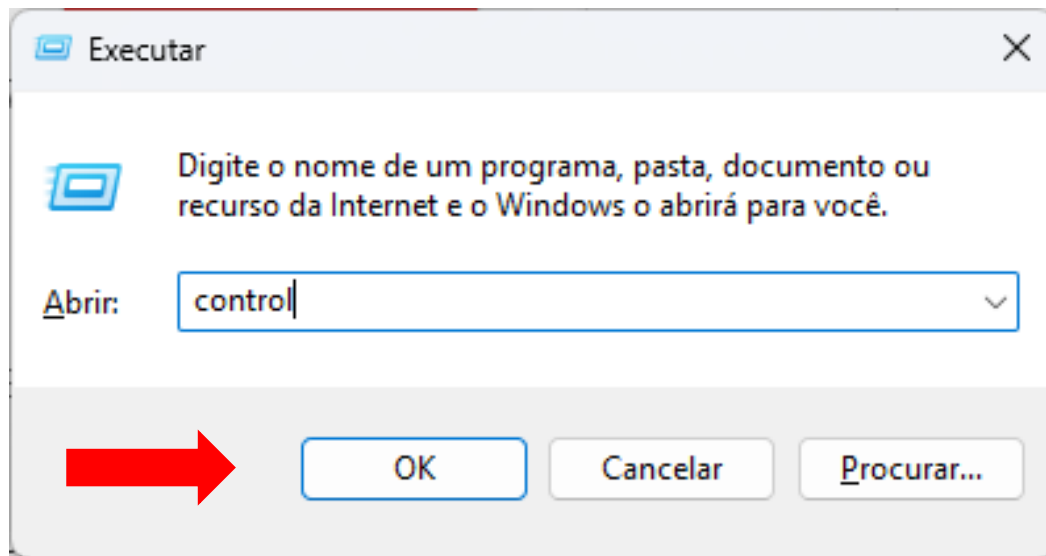 Executar
Digite o nome de um programa, pasta, documento ou
recurso da Internet e o Windows o abrirá para você.
Abrir: control
OK Cancelar Procurar...